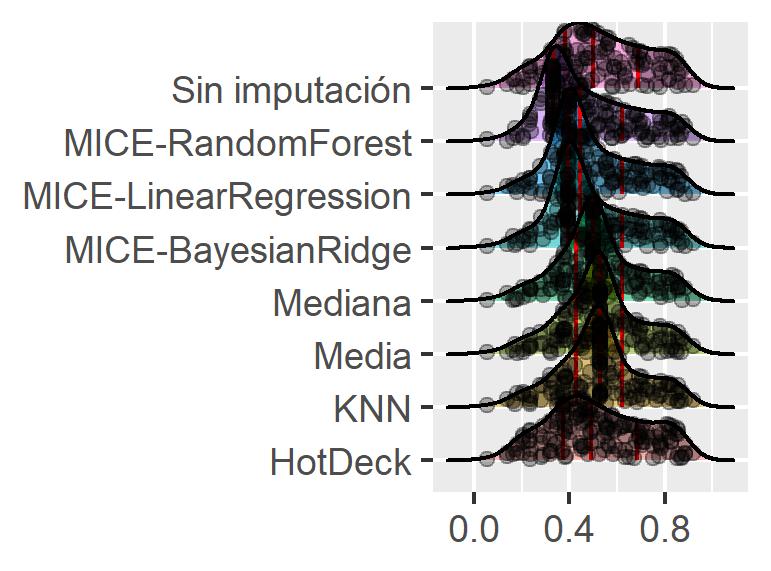 Sin imputación
MICE-RandomForest
MICE-LinearRegression
MICE-BayesianRidge
Mediana
Media
KNN
HotDeck
0.0 0.4 0.8